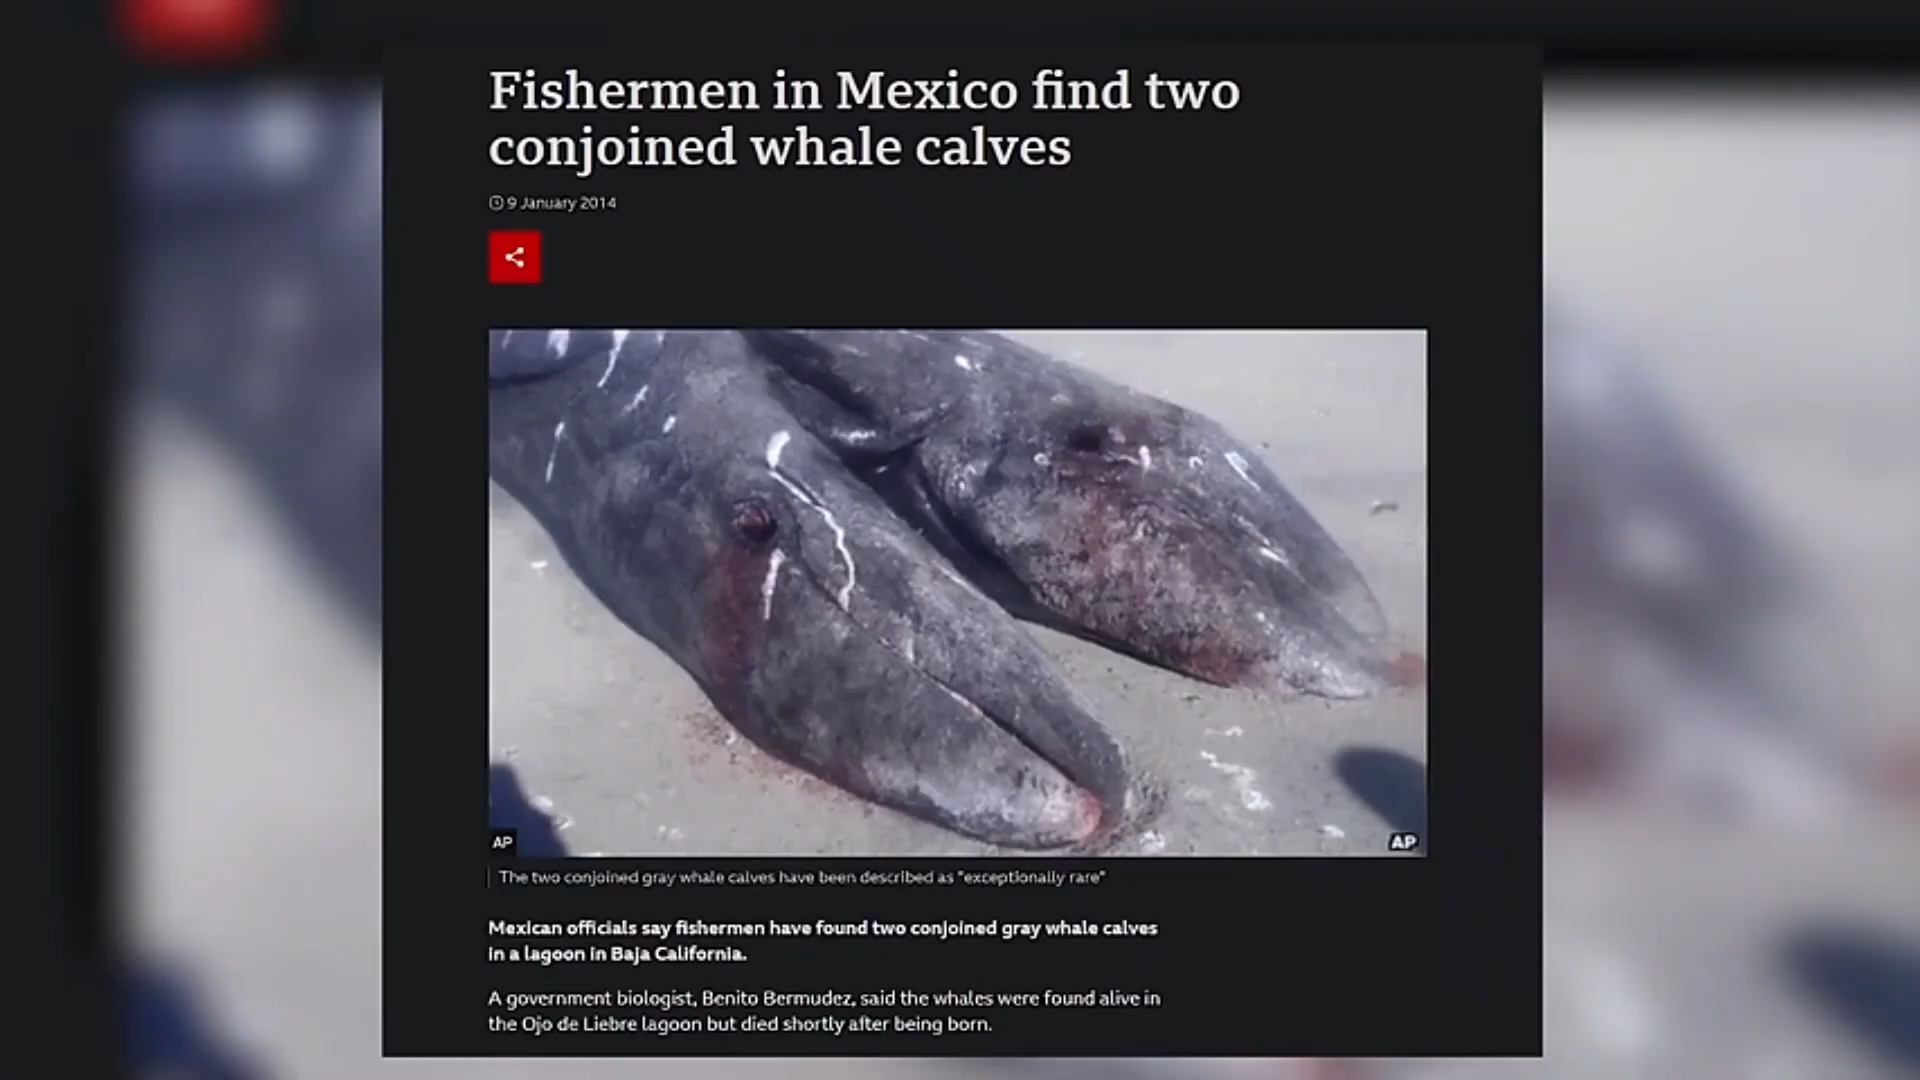 Fishermen in Mexico find two
conjoined whale calves
9 January 2014
AP
AP
The two conjoined gray whale calves have been described as "exceptionally rare"
Mexican officials say fishermen have found two conjoined gray whale calves
in a lagoon in Baja California.
A government biologist, Benito Bermudez, said the whales were found alive in
the Ojo de Liebre lagoon but died shortly after being born.